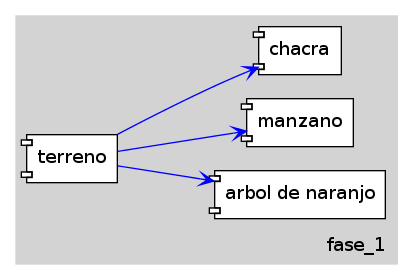 chacra
manzano
terreno
arbol de naranjo
fase_1